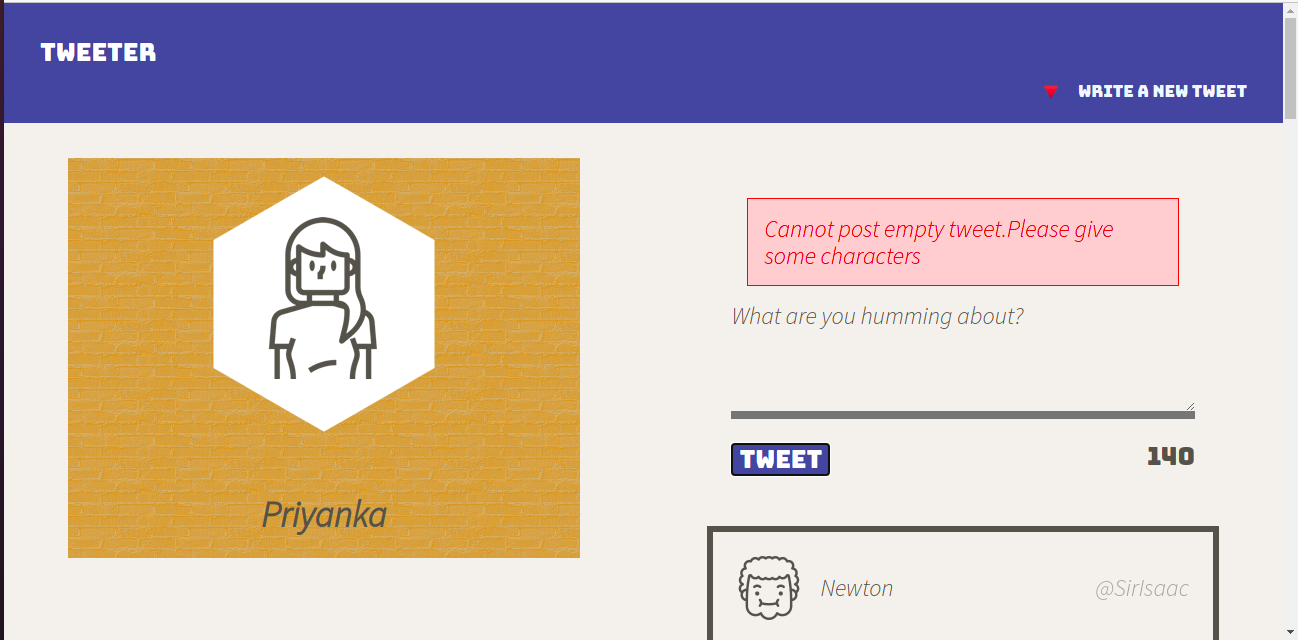 TWEETER
WRITE A NEW TWEET
Priyanka
Cannot post empty tweet.Please give
some characters
What are you humming about?
TWEET
140
Newton
@SirIsaac